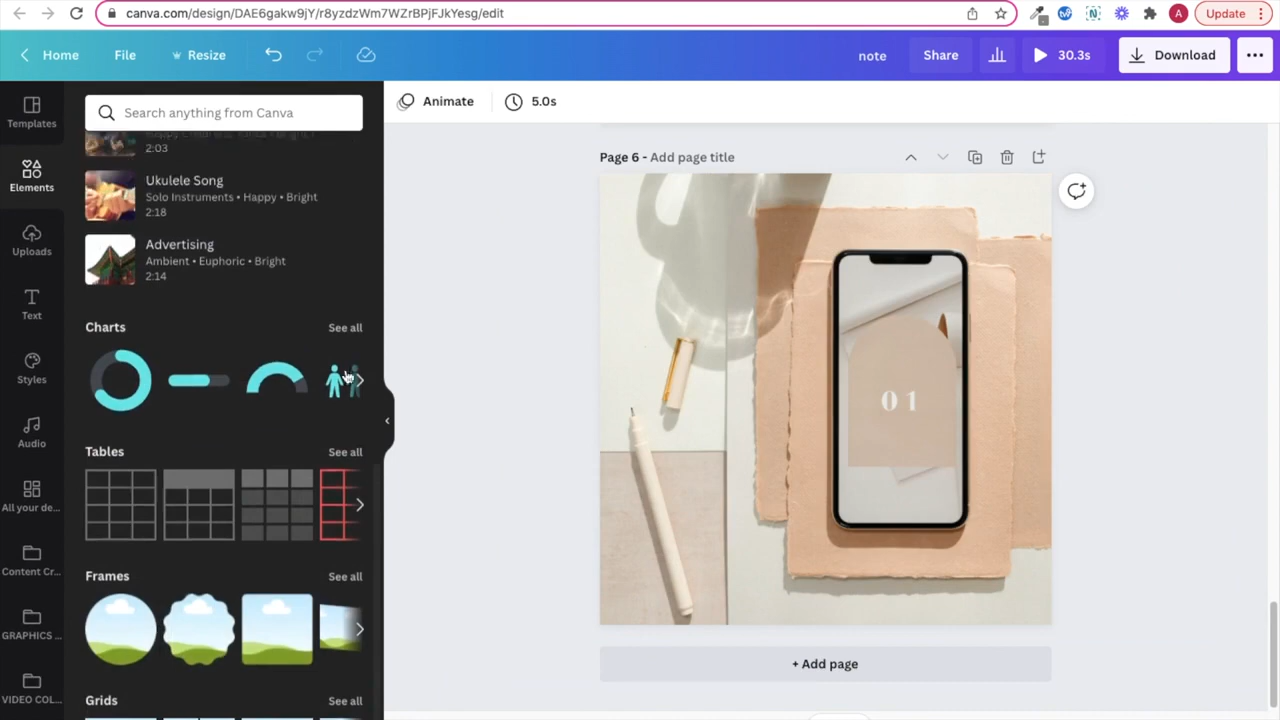 canva.com/design/DAE6gakw9jY/r8yzdzWm7WZrBPjFJkYesg/edit
A
Update
Home
File
Resize
note
Share
30.3s
Download
Templates
Elements
Uploads
Text
Styles
Audio
All your de...
Content Cr...
GRAPHICS ...
VIDEO COL...
Search anything from Canva
2:03
Ukulele Song
Solo Instruments • Happy • Bright
2:18
Advertising
Ambient • Euphoric • Bright
2:14
Charts
See all
Tables
See all
Frames
See all
Grids
See all
Animate
5.0s
Page 6 - Add page title
01
+ Add page